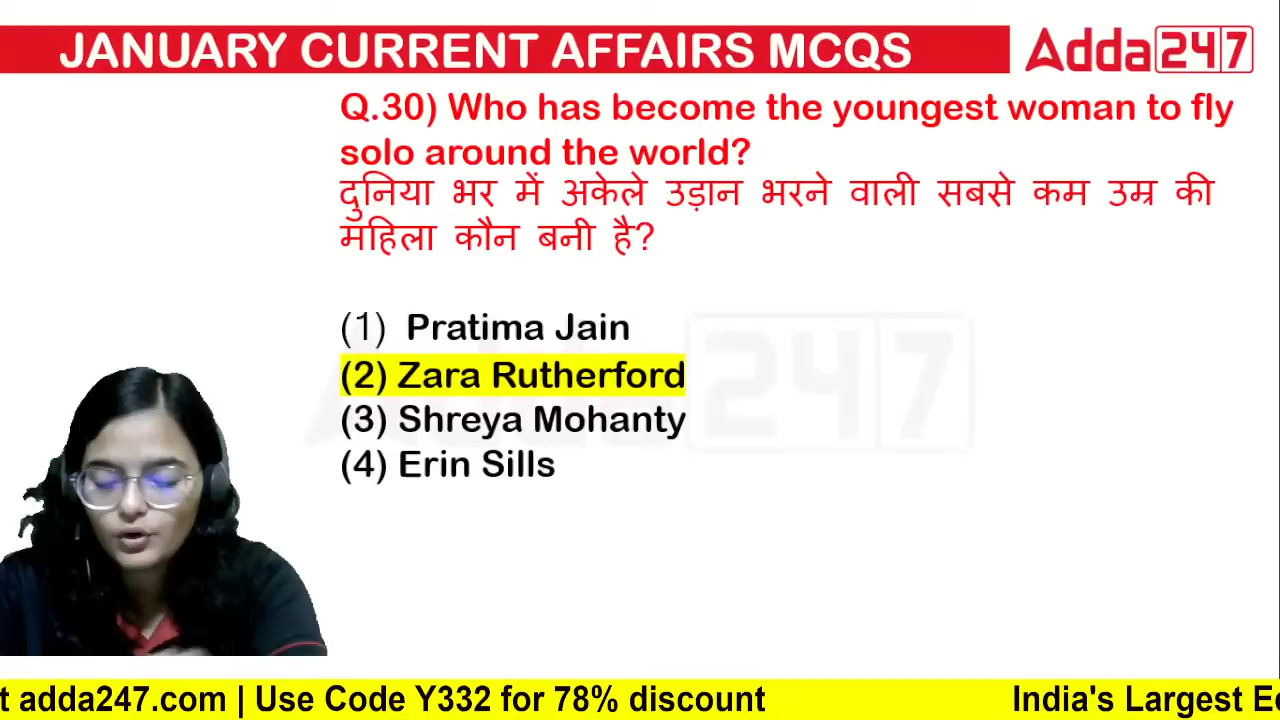 JANUARY CURRENT AFFAIRS MCQS
Adda247
Q.30) Who has become the youngest woman to fly
solo around the world?
दुनिया भर में अकेले उड़ान भरने वाली सबसे कम उम्र की
महिला कौन बनी है?
(1) Pratima Jain
(2) Zara Rutherford
(3) Shreya Mohanty
(4) Erin Sills
Adda247
t adda247.com | Use Code Y332 for 78% discount
India's Largest Ed